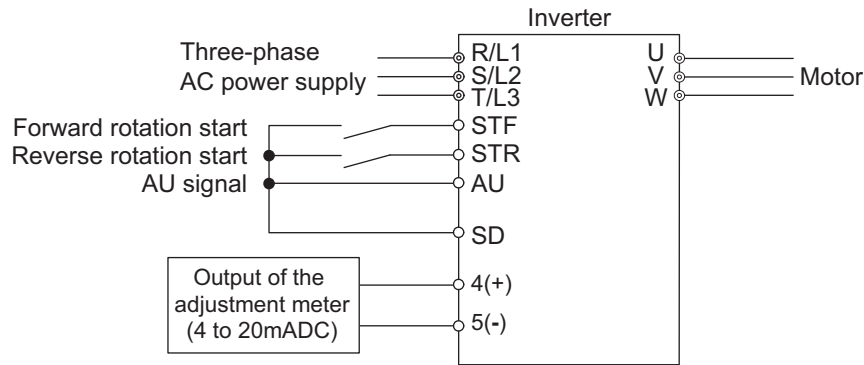 Inverter
Three-phase
AC power supply
R/L1
S/L2
T/L3
U
V
W
Motor
Forward rotation start
STF
Reverse rotation start
STR
AU signal
AU
SD
Output of the
adjustment meter
(4 to 20mADC)
4(+)
5(-)